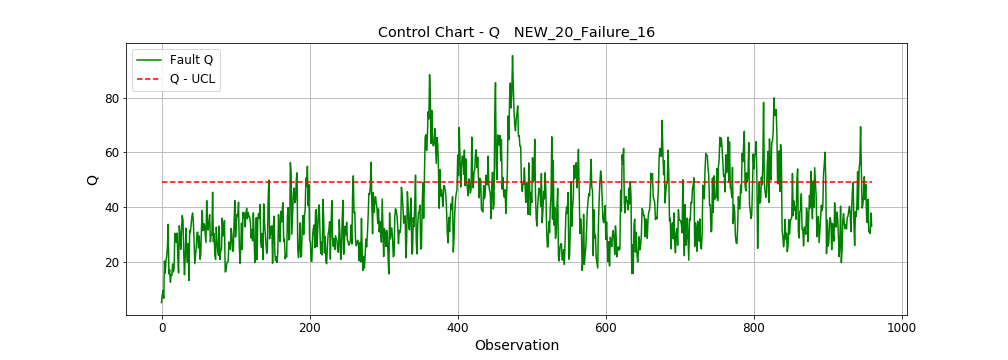 Control Chart - Q   NEW_20_Failure_16
Fault Q
Q - UCL
80
60
40
20
Q
0 200 400 600 800 1000
Observation